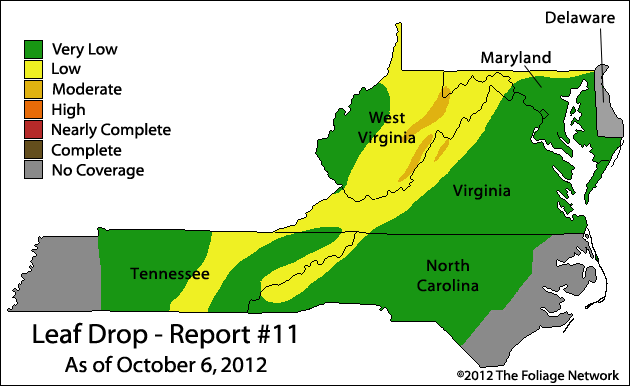 Delaware
Maryland
Very Low
Low
Moderate
High
Nearly Complete
Complete
No Coverage
West
Virginia
Virginia
Tennessee
North
Carolina
Leaf Drop - Report #11
As of October 6, 2012
©2012 The Foliage Network